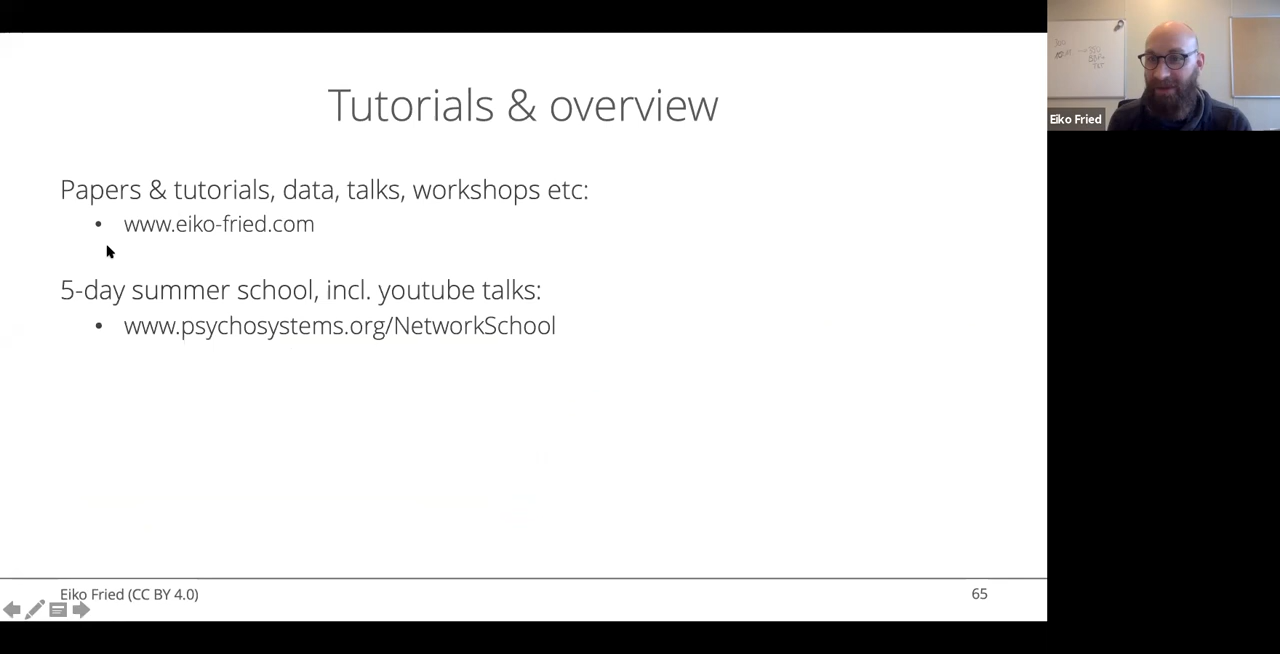 Tutorials & overview
Papers & tutorials, data, talks, workshops etc:
• www.eiko-fried.com
5-day summer school, incl. youtube talks:
• www.psychosystems.org/NetworkSchool
Eiko Fried (CC BY 4.0)
65
Eiko Fried